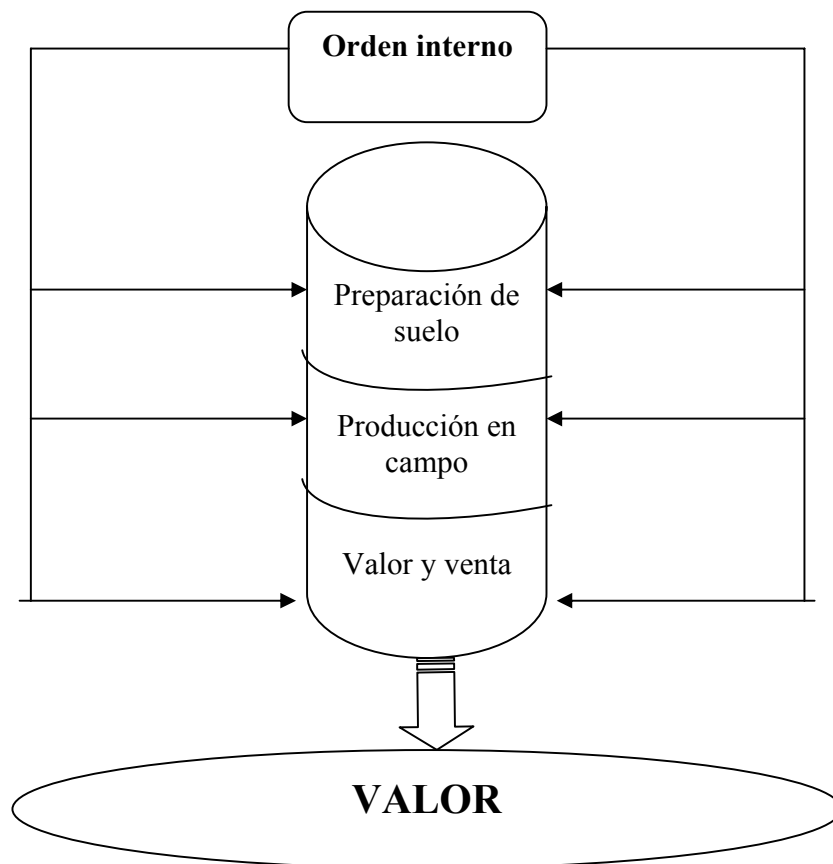 Orden interno
Preparación de
suelo
Producción en
campo
Valor y venta
VALOR